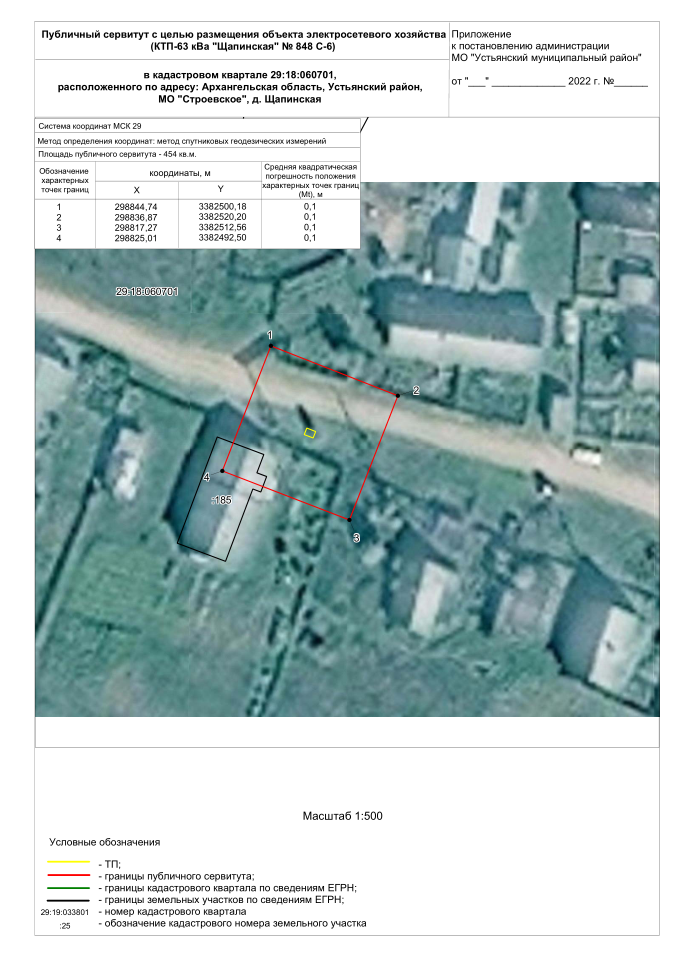 Публичный сервитут с целью размещения объекта электросетевого хозяйства
(КТП-63 кВа "Щапинская" № 848 С-6)
в кадастровом квартале 29:18:060701,
расположенного по адресу: Архангельская область, Устьянский район,
МО "Строевское", д. Щапинская
Приложение
к постановлению администрации
МО "Устьянский муниципальный район"
от "___" ______________ 2022 г. №______
Система координат МСК 29
Метод определения координат: метод спутниковых геодезических измерений
Площадь публичного сервитута - 454 кв.м.
Обозначение характерных точек границ
координаты, м
X
Y
Средняя квадратическая погрешность положения характерных точек границ (Mt), м
1 298844,74 3382500,18 0,1
2 298836,87 3382520,20 0,1
3 298817,27 3382512,56 0,1
4 298825,01 3382492,50 0,1
29:18:060701
1
2
4
:185
3
Масштаб 1:500
Условные обозначения
- ТП;
- границы публичного сервитута;
- границы кадастрового квартала по сведениям ЕГРН;
- границы земельных участков по сведениям ЕГРН;
29:19:033801 - номер кадастрового квартала
:25 - обозначение кадастрового номера земельного участка